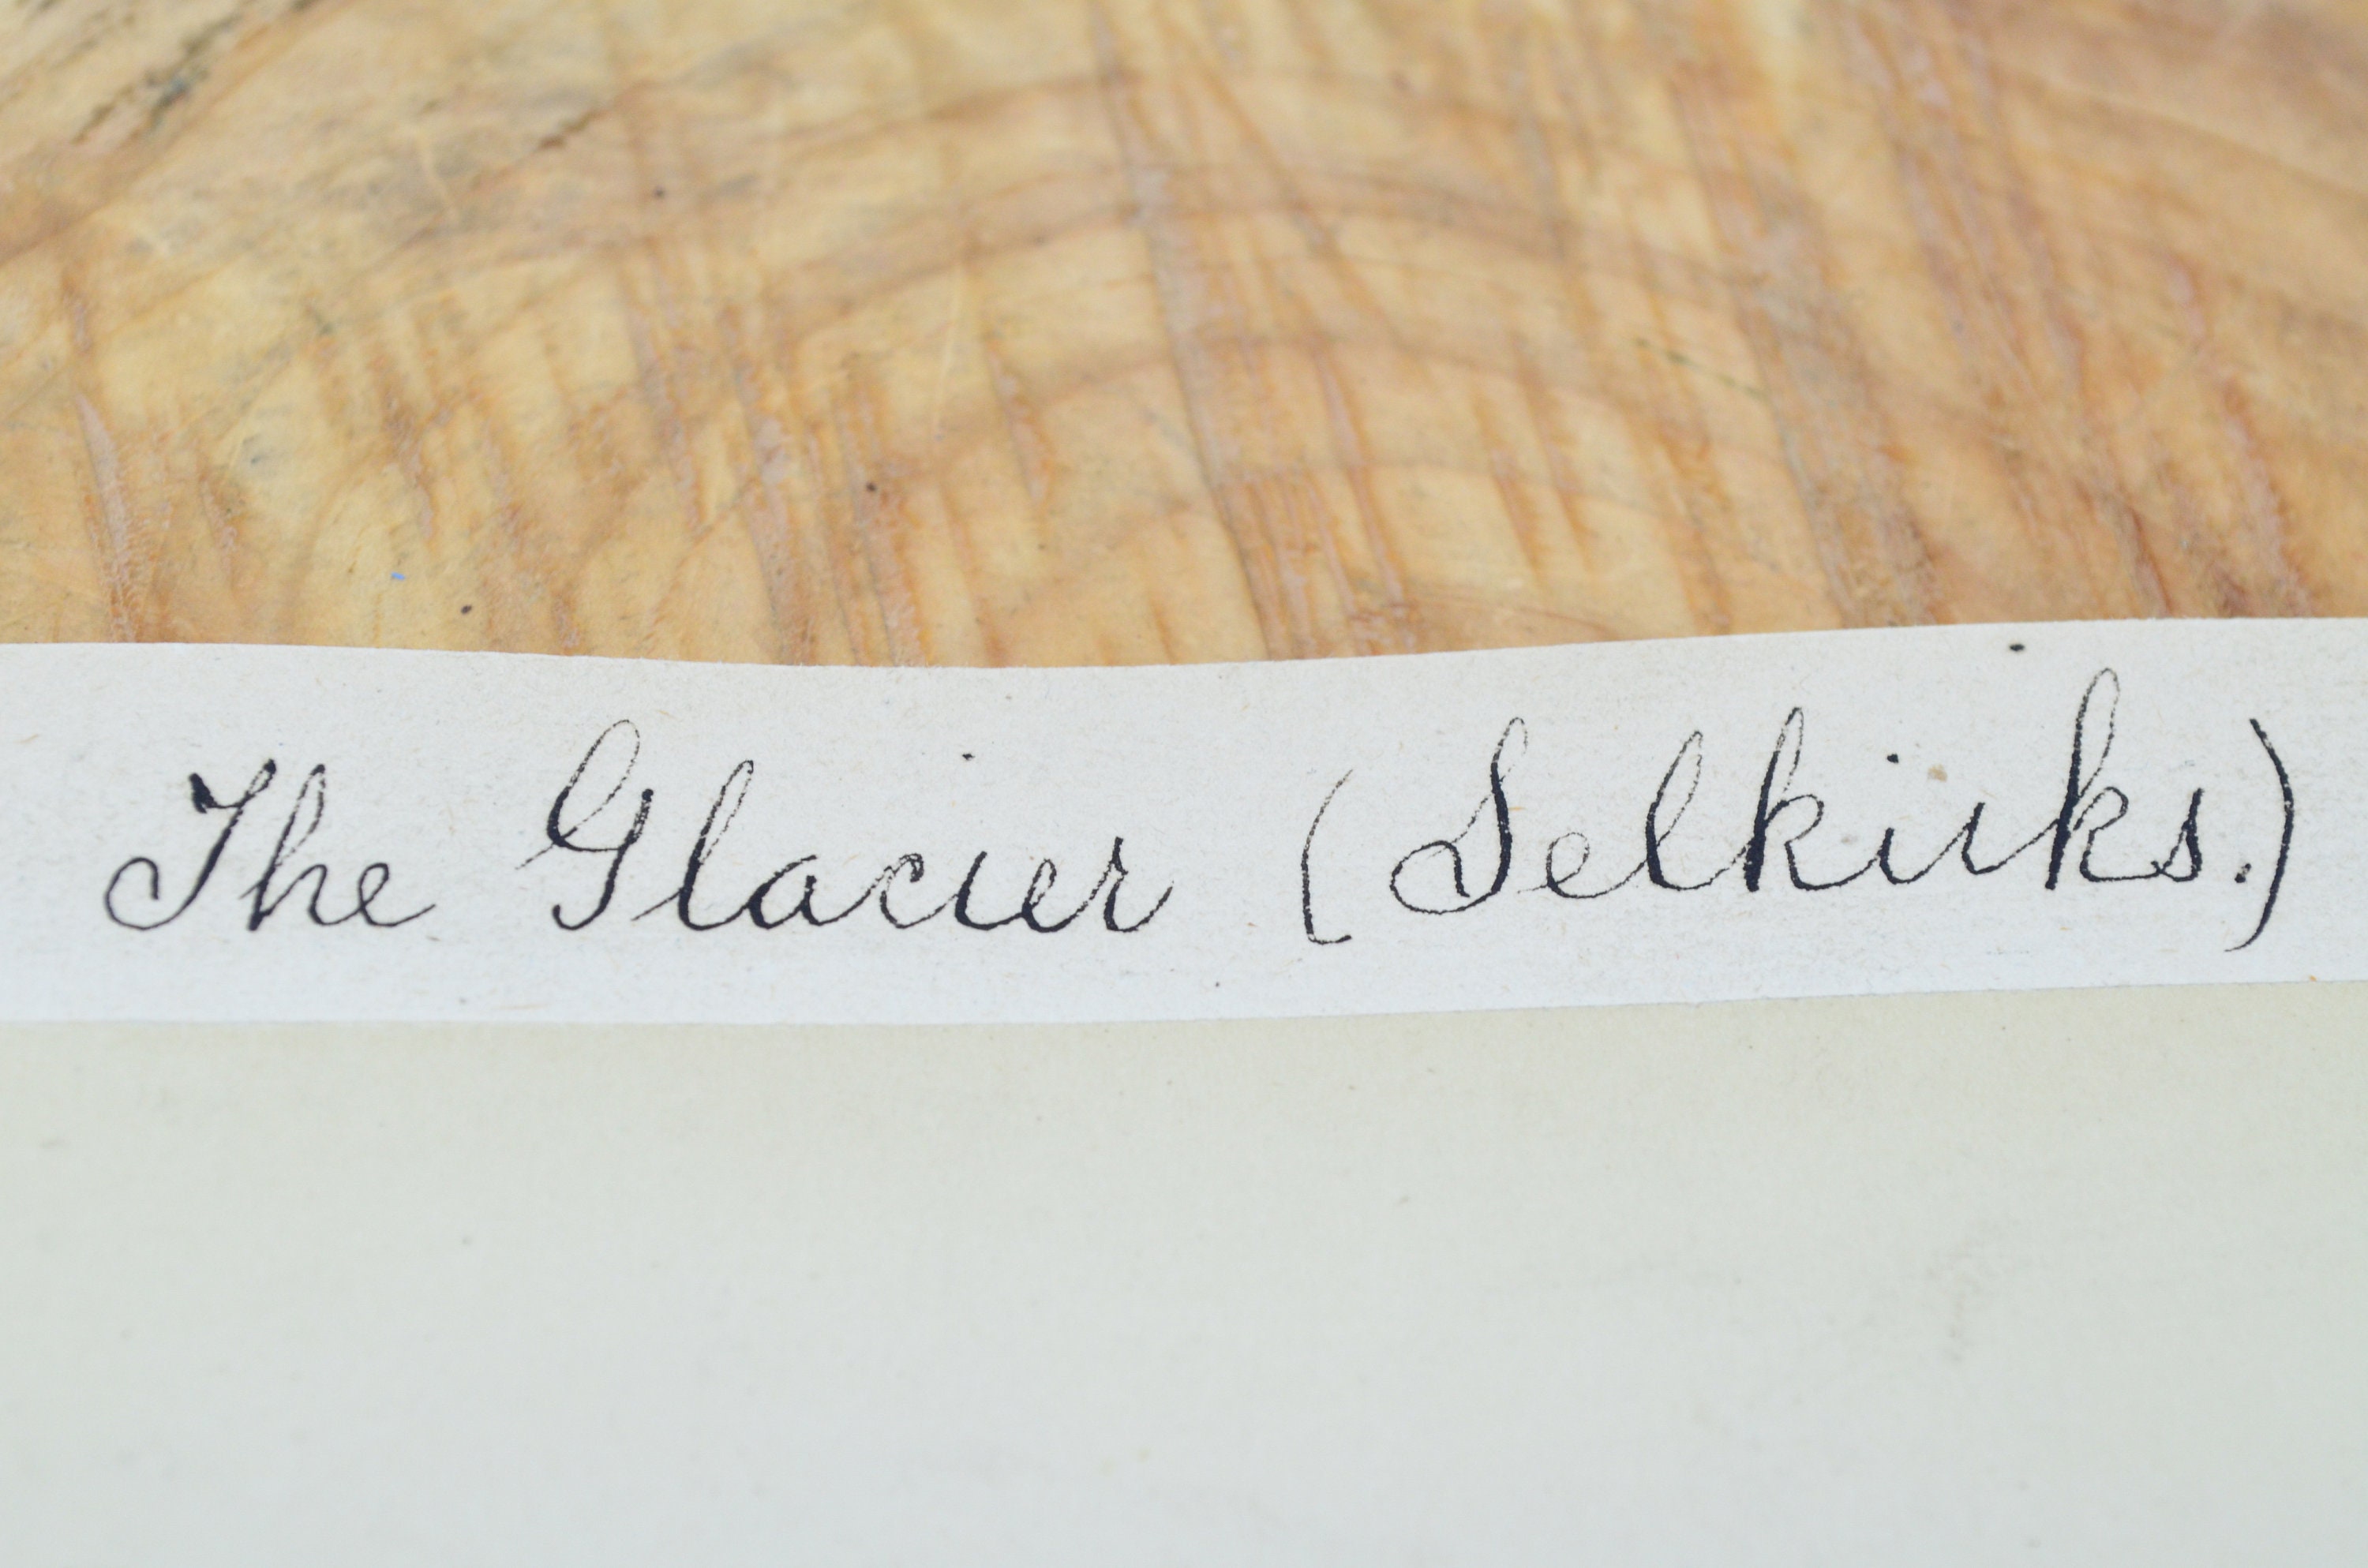 The Glacier (Selkirks.)